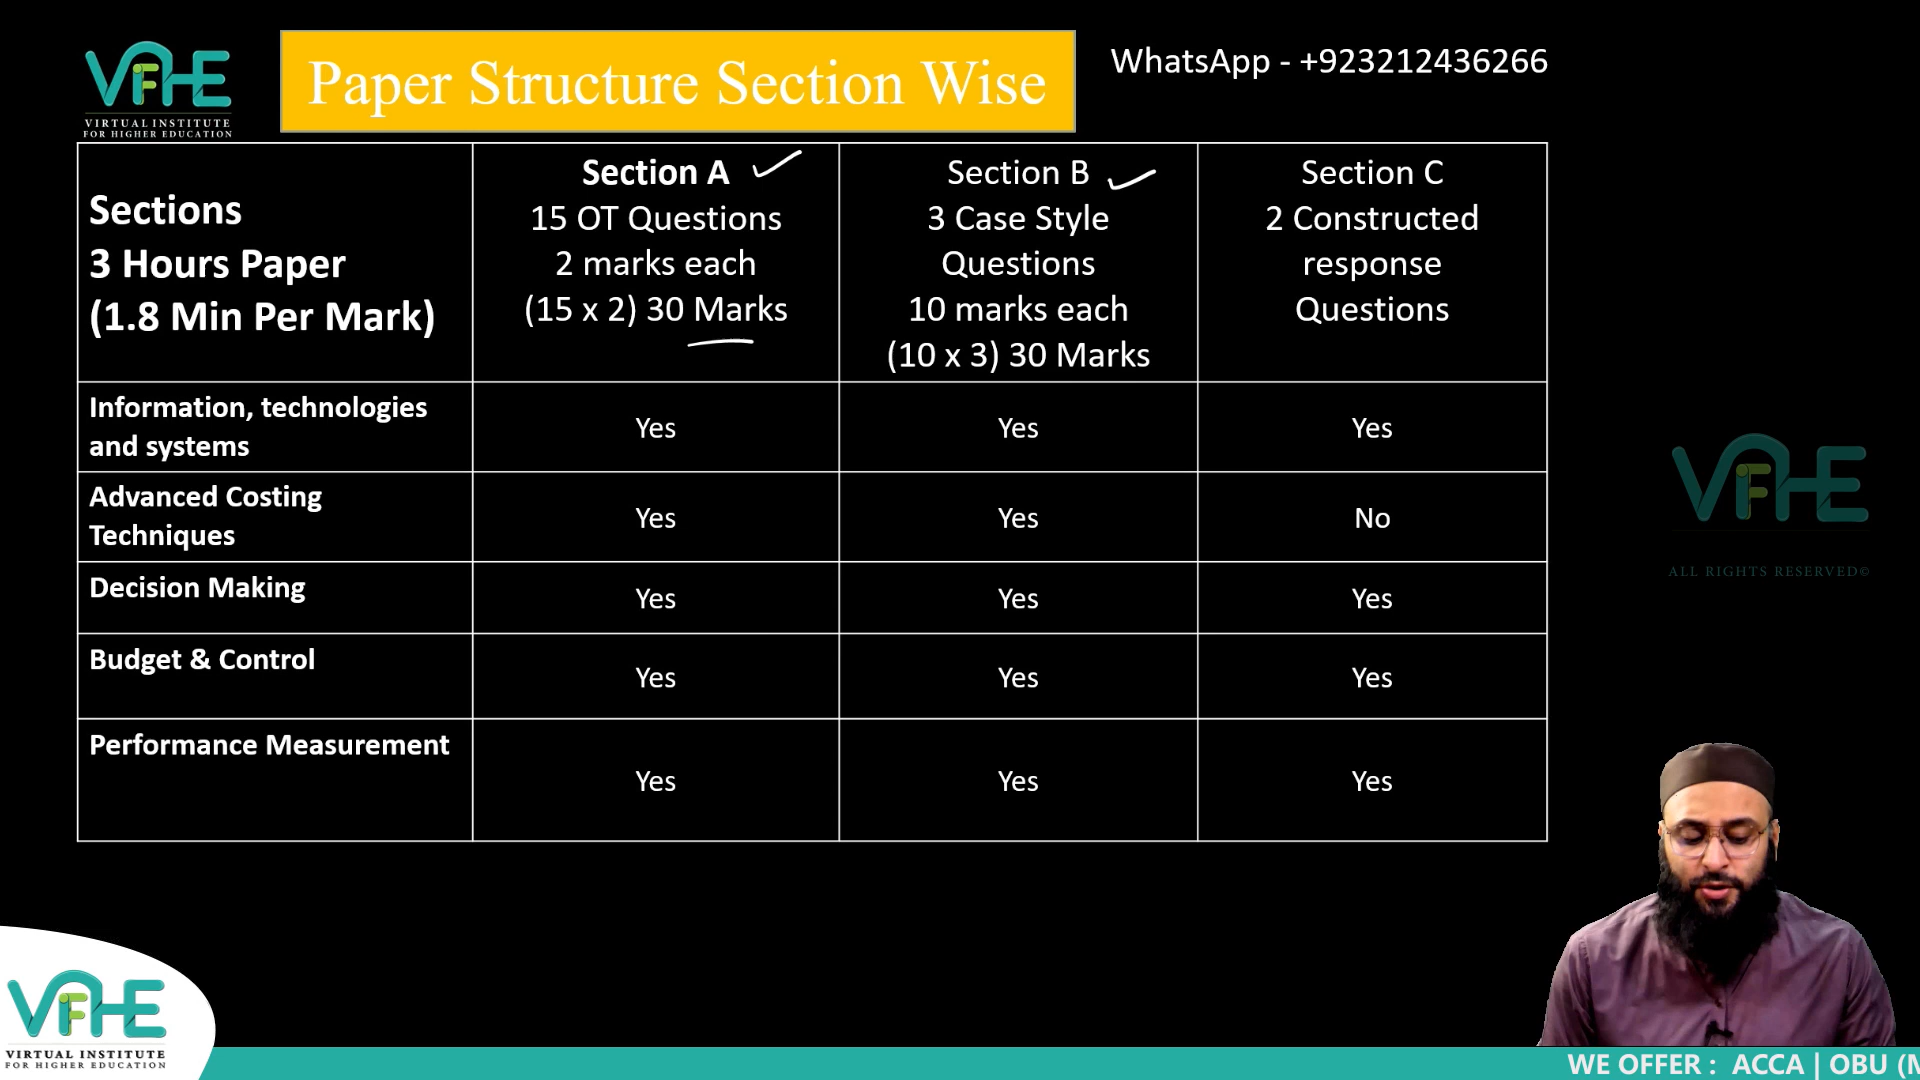 VIFHE
VIRTUAL INSTITUTE
FOR HIGHER EDUCATION
Paper Structure Section Wise
WhatsApp - +923212436266
Sections
3 Hours Paper
(1.8 Min Per Mark)
Section A
15 OT Questions
2 marks each
(15 x 2) 30 Marks
Section B
3 Case Style
Questions
10 marks each
(10 x 3) 30 Marks
Section C
2 Constructed
response
Questions
Information, technologies
and systems
Yes
Yes
Yes
Advanced Costing
Techniques
Yes
Yes
No
Decision Making
Yes
Yes
Yes
Budget & Control
Yes
Yes
Yes
Performance Measurement
Yes
Yes
Yes
VIFHE
ALL RIGHTS RESERVED©
VIFHE
VIRTUAL INSTITUTE
FOR HIGHER EDUCATION
WE OFFER : ACCA | OBU (M